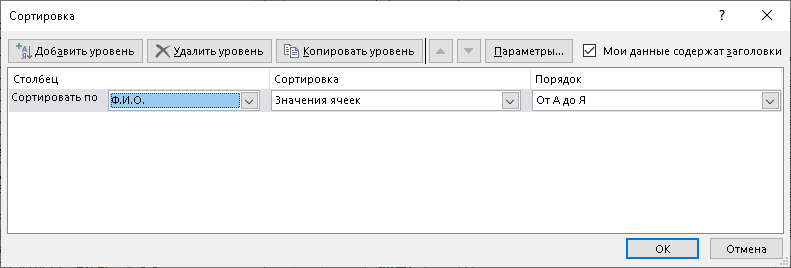 Сортировка
Добавить уровень Удалить уровень Копировать уровень Параметры... Мои данные содержат заголовки
Столбец Сортировка Порядок
Сортировать по Ф.И.О. Значения ячеек От А до Я
ОК Отмена